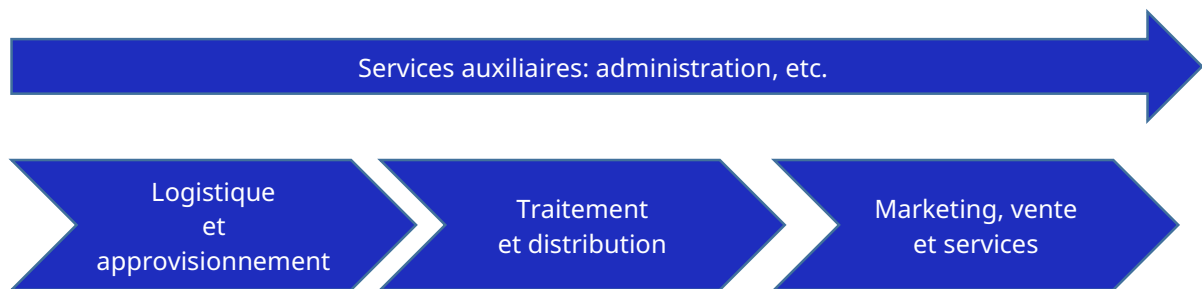 Services auxiliaires: administration, etc.
Logistique
et
approvisionnement
Traitement
et distribution
Marketing, vente
et services